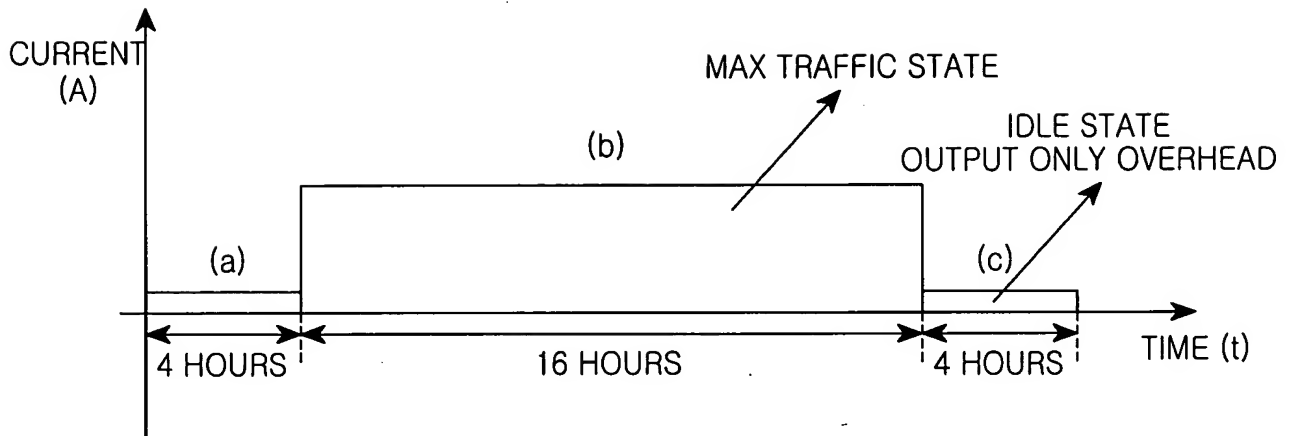 CURRENT
(A)
MAX TRAFFIC STATE
IDLE STATE
OUTPUT ONLY OVERHEAD
(b)
(a)
(c)
4 HOURS
16 HOURS
4 HOURS
TIME (t)